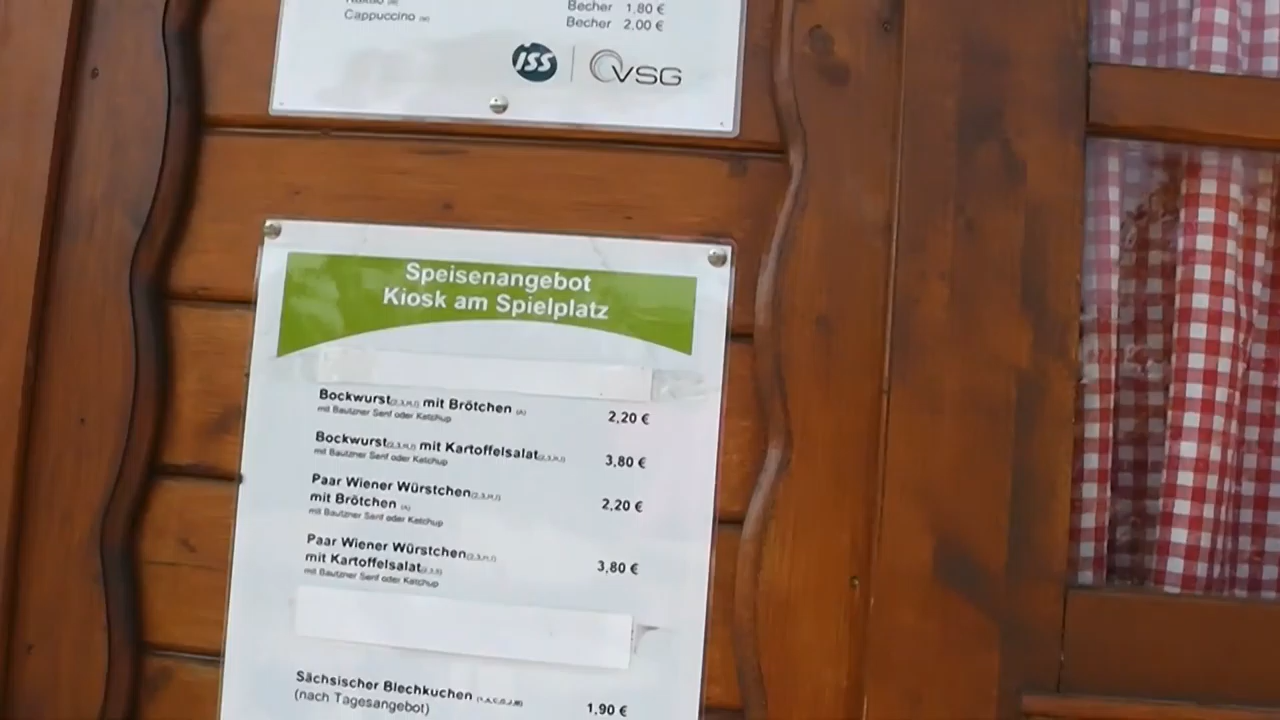 Becher 1,80 €
Cappuccino Becher 2,00 €
ISS VSG
Speisenangebot
Kiosk am Spielplatz
Bockwurst mit Brötchen (A) 2,20 €
mit Bautzner Senf oder Ketchup
Bockwurst mit Kartoffelsalat 3,80 €
mit Bautzner Senf oder Ketchup
Paar Wiener Würstchen
mit Brötchen (A) 2,20 €
mit Bautzner Senf oder Ketchup
Paar Wiener Würstchen
mit Kartoffelsalat 3,80 €
mit Bautzner Senf oder Ketchup
Sächsischer Blechkuchen
(nach Tagesangebot) 1,90 €